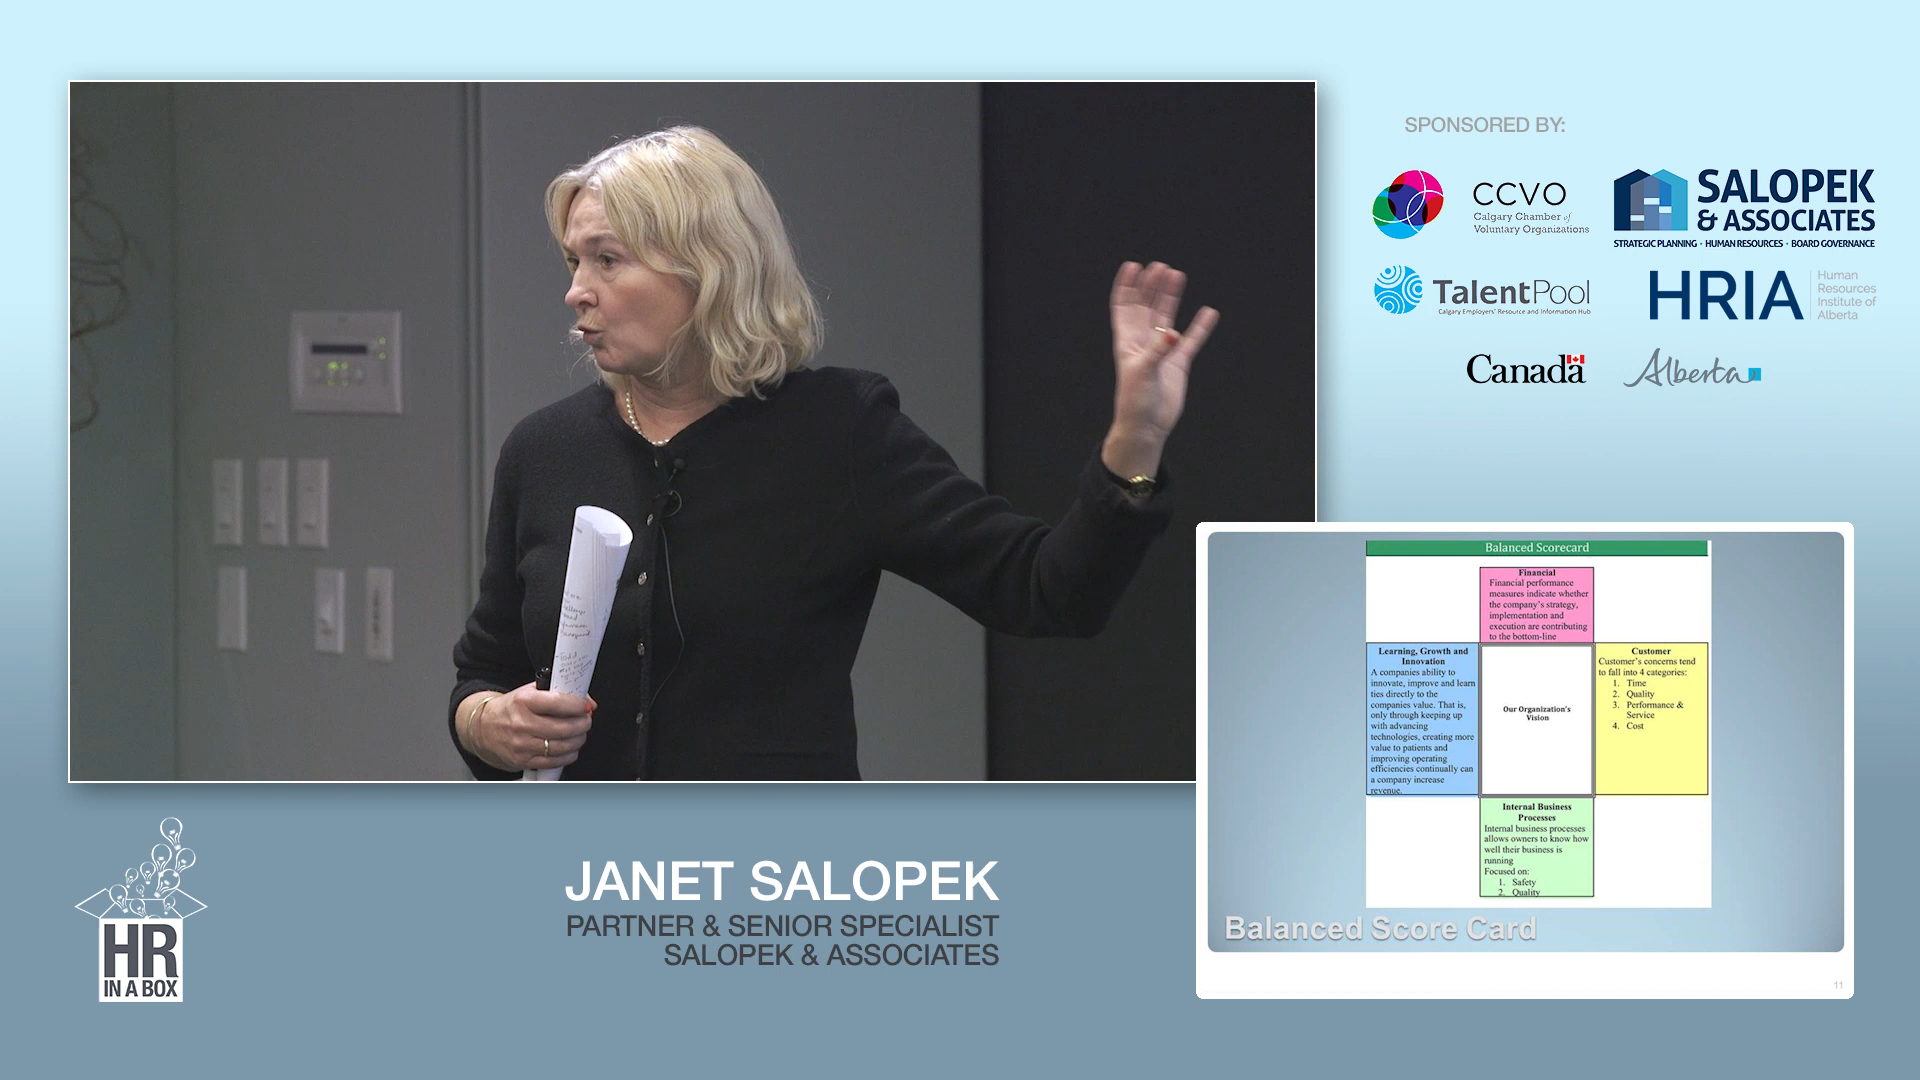 SPONSORED BY:
CCVO
Calgary Chamber of
Voluntary Organizations
SALOPEK
& ASSOCIATES
STRATEGIC PLANNING • HUMAN RESOURCES • BOARD GOVERNANCE
TalentPool
Calgary Employers' Resource and Information Hub
HRIA
Human
Resources
Institute of
Alberta
Canada
Alberta
Balanced Scorecard
Financial
Financial performance
measures indicate whether
the company's strategy,
implementation and
execution are contributing
to the bottom-line
Learning, Growth and
Innovation
A companies ability to
innovate, improve and learn
ties directly to the
companies value. That is,
only through keeping up
with advancing
technologies, creating more
value to patients and
improving operating
efficiencies continually can
a company increase
revenue.
Our Organization's
Vision
Customer
Customer's concerns tend
to fall into 4 categories:
1. Time
2. Quality
3. Performance &
Service
4. Cost
Internal Business
Processes
Internal business processes
allows owners to know how
well their business is
running
Focused on:
1. Safety
2. Quality
Balanced Score Card
11
JANET SALOPEK
PARTNER & SENIOR SPECIALIST
SALOPEK & ASSOCIATES
HR
IN A BOX